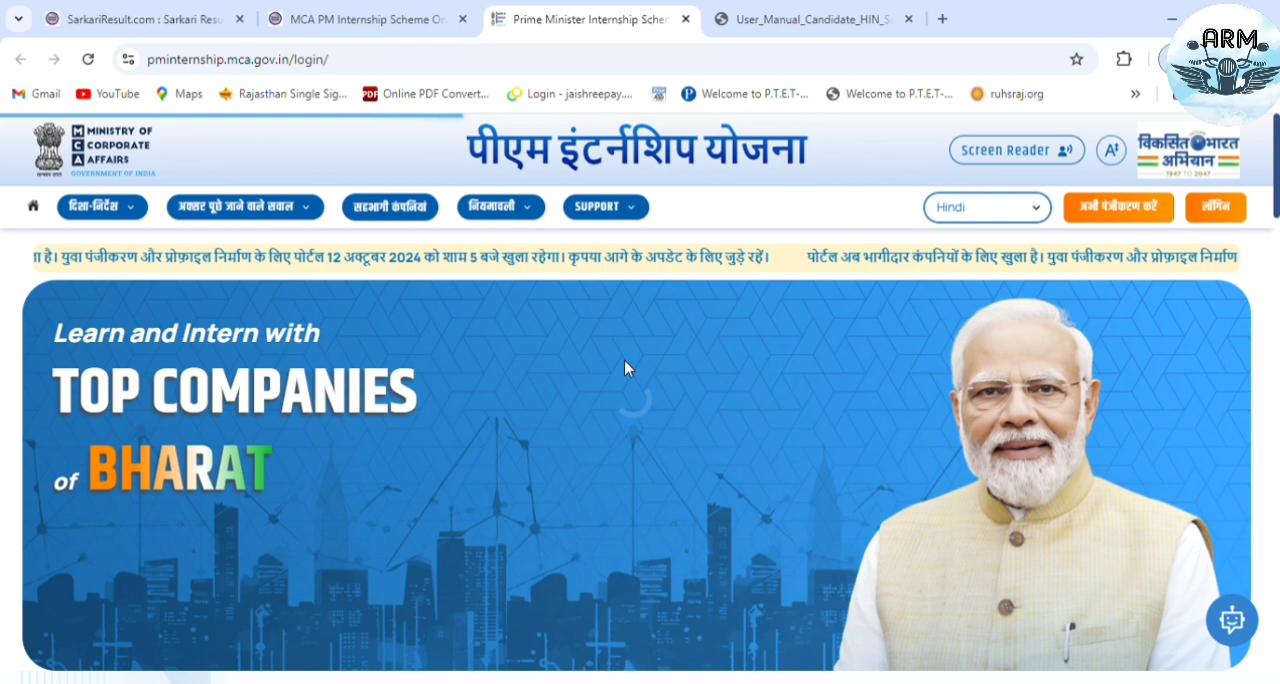 SarkariResult.com : Sarkari Resu
MCA PM Internship Scheme On
Prime Minister Internship Schem
User_Manual_Candidate_HIN_S
ARM
pminternship.mca.gov.in/login/
Gmail
YouTube
Maps
Rajasthan Single Sig...
PDF
Online PDF Convert...
Login - jaishreepay....
Welcome to P.T.E.T-...
Welcome to P.T.E.T-...
ruhsraj.org
MINISTRY OF
CORPORATE
AFFAIRS
GOVERNMENT OF INDIA
पीएम इंटर्नशिप योजना
Screen Reader
A
विकसित भारत
अभियान
1947 TO 2047
दिशा-निर्देश
अक्सर पूछे जाने वाले सवाल
सहभागी कंपनियां
नियमावली
SUPPORT
Hindi
अभी पंजीकरण करें
लॉगिन
है। युवा पंजीकरण और प्रोफ़ाइल निर्माण के लिए पोर्टल 12 अक्टूबर 2024 को शाम 5 बजे खुला रहेगा। कृपया आगे के अपडेट के लिए जुड़े रहें।
पोर्टल अब भागीदार कंपनियों के लिए खुला है। युवा पंजीकरण और प्रोफ़ाइल निर्माण
Learn and Intern with
TOP COMPANIES
of BHARAT